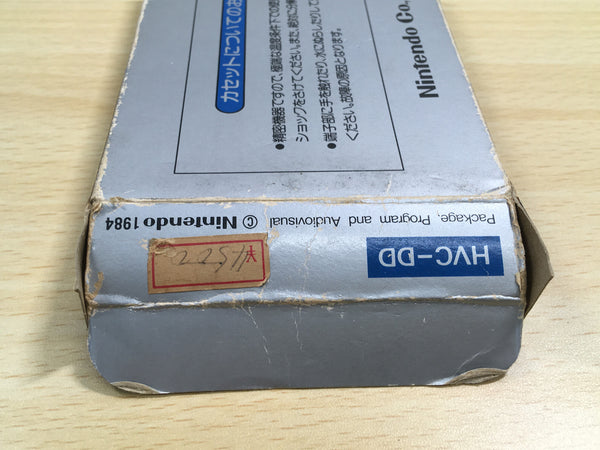 カセットについてのお
●精密機器ですので、極端な温度条件下での使
ショックをさけてください。また、絶対に分解
●端子部に手を触れたり、水にぬらしたりして
ください。故障の原因となります。
Nintendo Co.,
Package, Program and Audiovisual © Nintendo 1984
HVC-DD